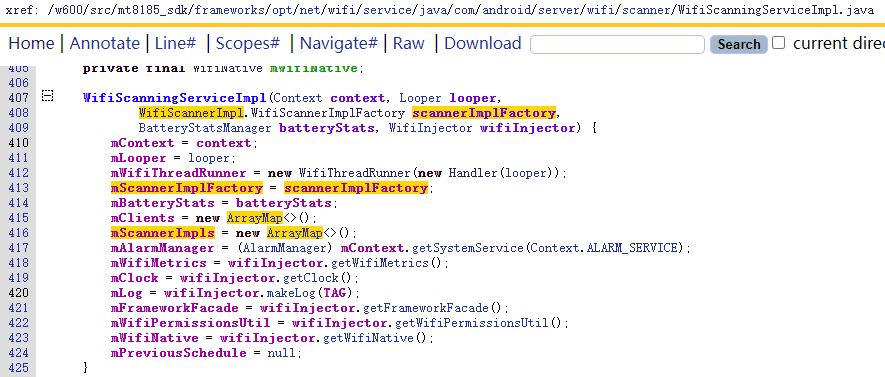 xref: /w600/src/mt8185_sdk/frameworks/opt/net/wifi/service/java/com/android/server/wifi/scanner/WifiScanningServiceImpl.java
Home | Annotate | Line# | Scopes# | Navigate# | Raw | Download Search current direc
405 private final WifiNative mWifiNative;
406
407 WifiScanningServiceImpl(Context context, Looper looper,
408 WifiScannerImpl.WifiScannerImplFactory scannerImplFactory,
409 BatteryStatsManager batteryStats, WifiInjector wifiInjector) {
410 mContext = context;
411 mLooper = looper;
412 mWifiThreadRunner = new WifiThreadRunner(new Handler(looper));
413 mScannerImplFactory = scannerImplFactory;
414 mBatteryStats = batteryStats;
415 mClients = new ArrayMap<>();
416 mScannerImpls = new ArrayMap<>();
417 mAlarmManager = (AlarmManager) mContext.getSystemService(Context.ALARM_SERVICE);
418 mWifiMetrics = wifiInjector.getWifiMetrics();
419 mClock = wifiInjector.getClock();
420 mLog = wifiInjector.makeLog(TAG);
421 mFrameworkFacade = wifiInjector.getFrameworkFacade();
422 mWifiPermissionsUtil = wifiInjector.getWifiPermissionsUtil();
423 mWifiNative = wifiInjector.getWifiNative();
424 mPreviousSchedule = null;
425 }